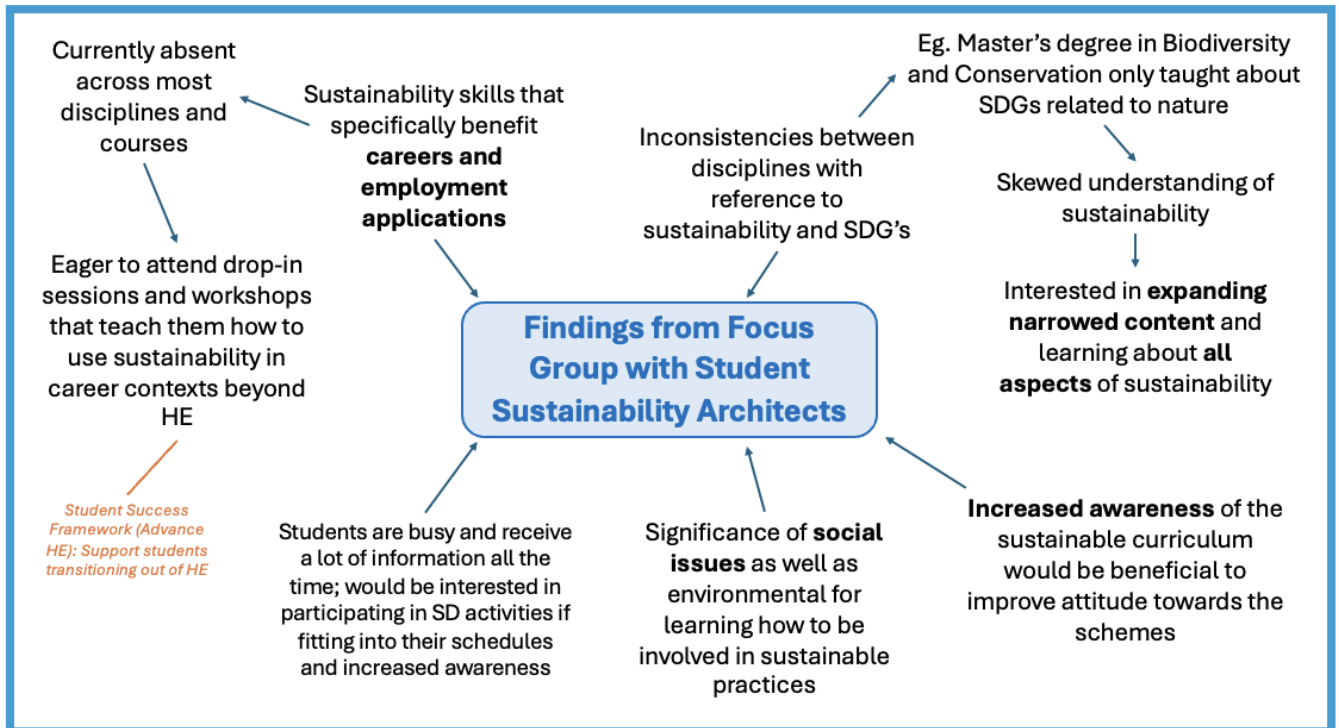 Currently absent
across most
disciplines and
courses
Sustainability skills that
specifically benefit
careers and
employment
applications
Eager to attend drop-in
sessions and workshops
that teach them how to
use sustainability in
career contexts beyond
HE
Student Success
Framework (Advance
HE): Support students
transitioning out of HE
Inconsistencies between
disciplines with
reference to
sustainability and SDG’s
Eg. Master’s degree in Biodiversity
and Conservation only taught about
SDGs related to nature
Skewed understanding of
sustainability
Interested in expanding
narrowed content and
learning about all
aspects of sustainability
Findings from Focus
Group with Student
Sustainability Architects
Students are busy and receive
a lot of information all the
time; would be interested in
participating in SD activities if
fitting into their schedules
and increased awareness
Significance of social
issues as well as
environmental for
learning how to be
involved in sustainable
practices
Increased awareness of the
sustainable curriculum
would be beneficial to
improve attitude towards the
schemes